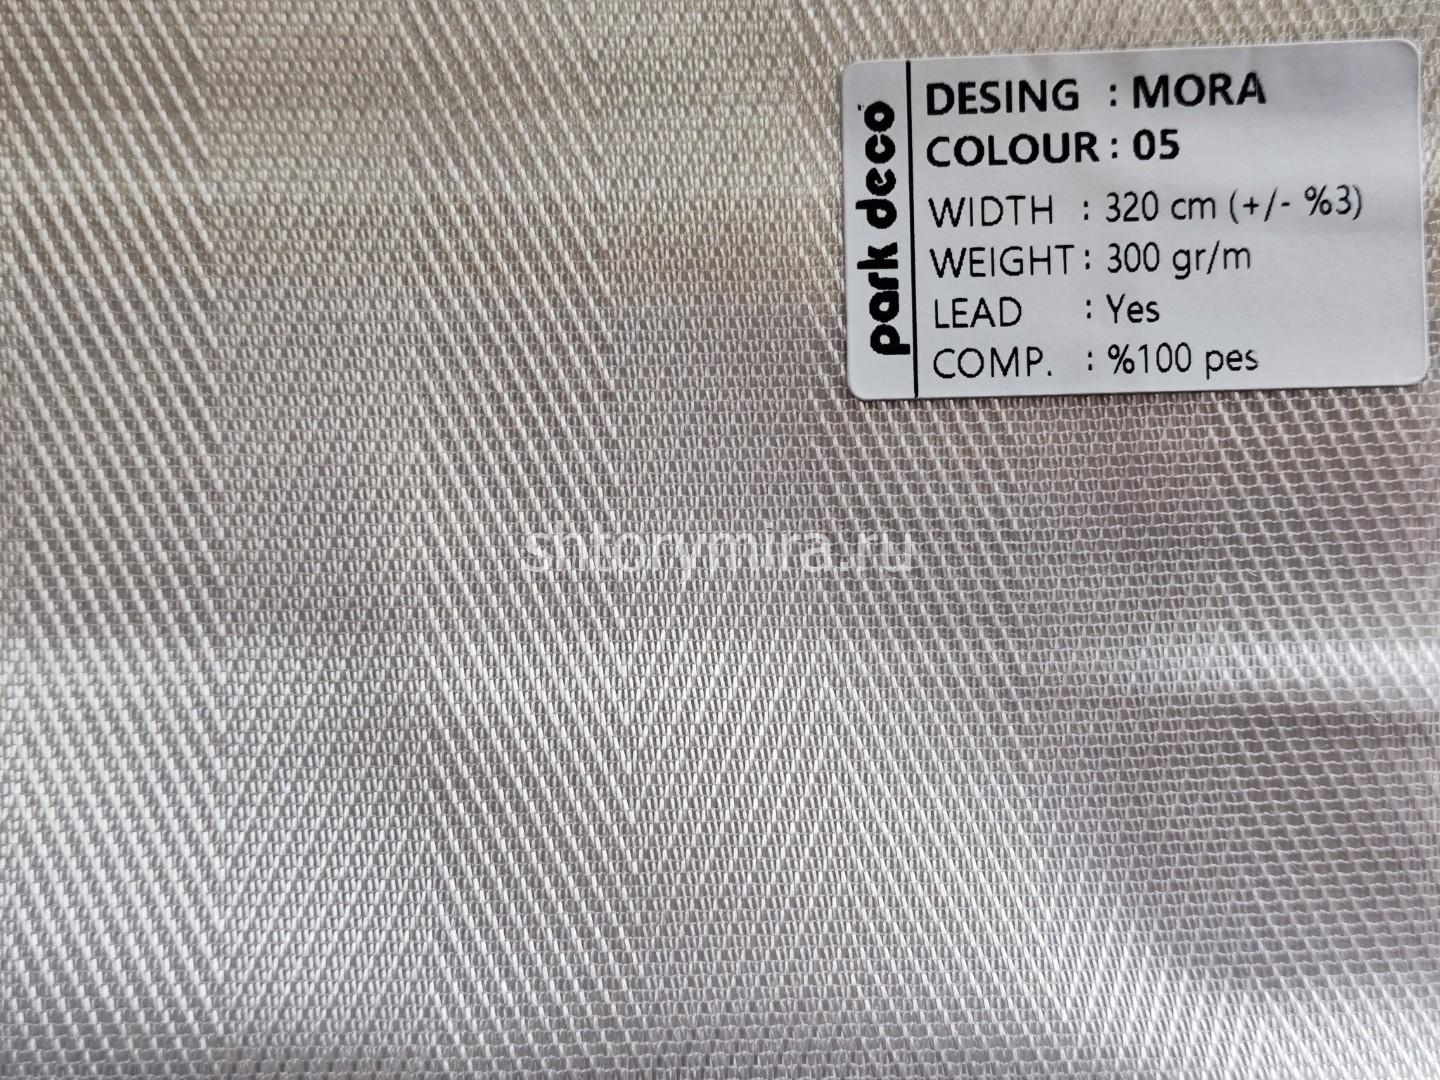 park deco
DESING : MORA
COLOUR : 05
WIDTH : 320 cm (+/- %3)
WEIGHT : 300 gr/m
LEAD : Yes
COMP. : %100 pes
shtorymira.ru